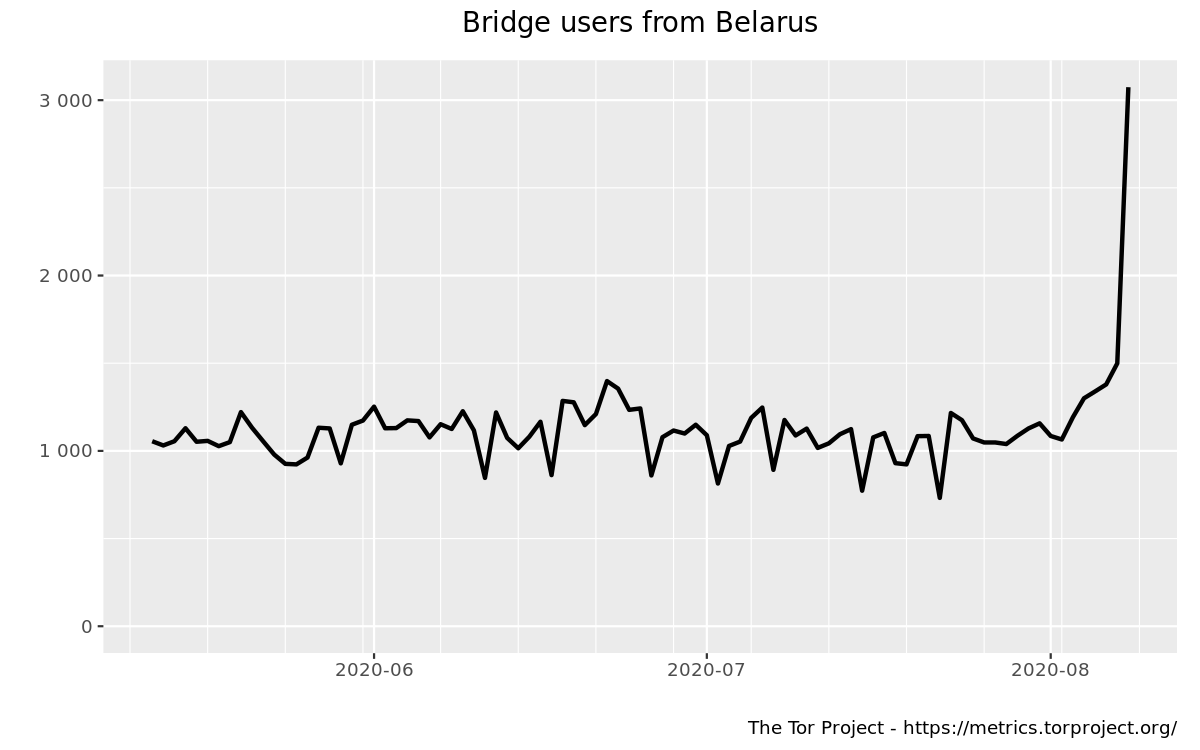 Bridge users from Belarus
3 000
2 000
1 000
0
2020-06 2020-07 2020-08
The Tor Project - https://metrics.torproject.org/